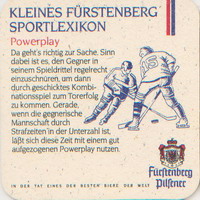 KLEINES FÜRSTENBERG
SPORTLEXIKON
Powerplay
Da geht's richtig zur Sache. Sinn
dabei ist es, den Gegner in
seinem Spieldrittel regelrecht
einzuschnüren, um dann
durch geschicktes Kombi-
nationsspiel zum Torerfolg
zu kommen. Gerade,
wenn die gegnerische
Mannschaft durch
Strafzeiten in der Unterzahl ist,
läßt sich diese Zeit mit einem gut
aufgezogenen Powerplay nutzen.
Fürstenberg
Pilsener
IN DER TAT EINES DER BESTEN BIERE DER WELT